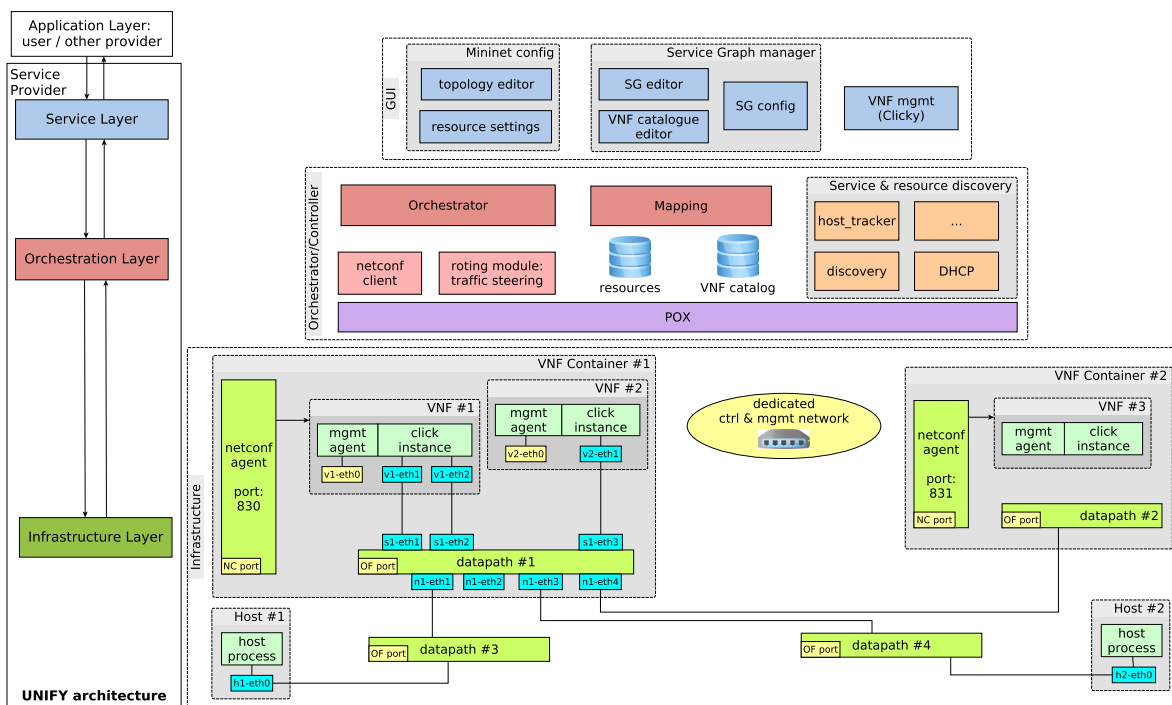 Application Layer:
user / other provider
Service
Provider
Service Layer
Orchestration Layer
Infrastructure Layer
UNIFY architecture
GUI
Mininet config
topology editor
resource settings
Service Graph manager
SG editor
VNF catalogue
editor
SG config
VNF mgmt
(Clicky)
Orchestrator/Controller
Orchestrator
Mapping
netconf
client
roting module:
traffic steering
resources
VNF catalog
Service & resource discovery
host_tracker
...
discovery
DHCP
POX
Infrastructure
VNF Container #1
netconf
agent
port:
830
NC port
VNF #1
mgmt
agent
click
instance
v1-eth0
v1-eth1
v1-eth2
VNF #2
mgmt
agent
click
instance
v2-eth0
v2-eth1
s1-eth1
s1-eth2
s1-eth3
OF port
datapath #1
n1-eth1
n1-eth2
n1-eth3
n1-eth4
dedicated
ctrl & mgmt network
VNF Container #2
netconf
agent
port:
831
NC port
VNF #3
mgmt
agent
click
instance
OF port
datapath #2
Host #1
host
process
h1-eth0
OF port
datapath #3
OF port
datapath #4
Host #2
host
process
h2-eth0